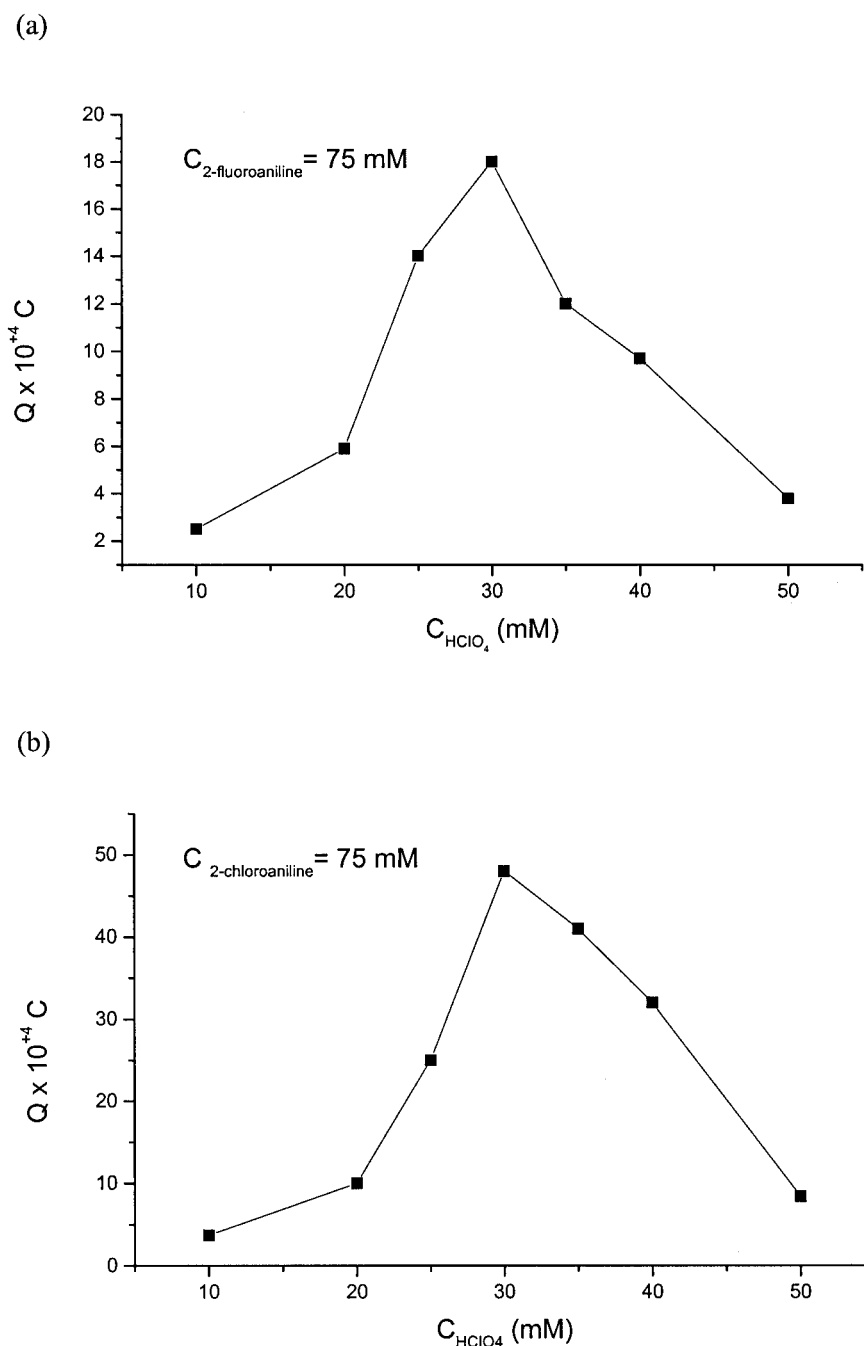 (a)
C2-fluoroaniline= 75 mM
20
18
16
14
12
10
8
6
4
2
Q x 10+4 C
10 20 30 40 50
CHClO4 (mM)
(b)
C 2-chloroaniline= 75 mM
50
40
30
20
10
0
Q x 10+4 C
10 20 30 40 50
CHClO4 (mM)